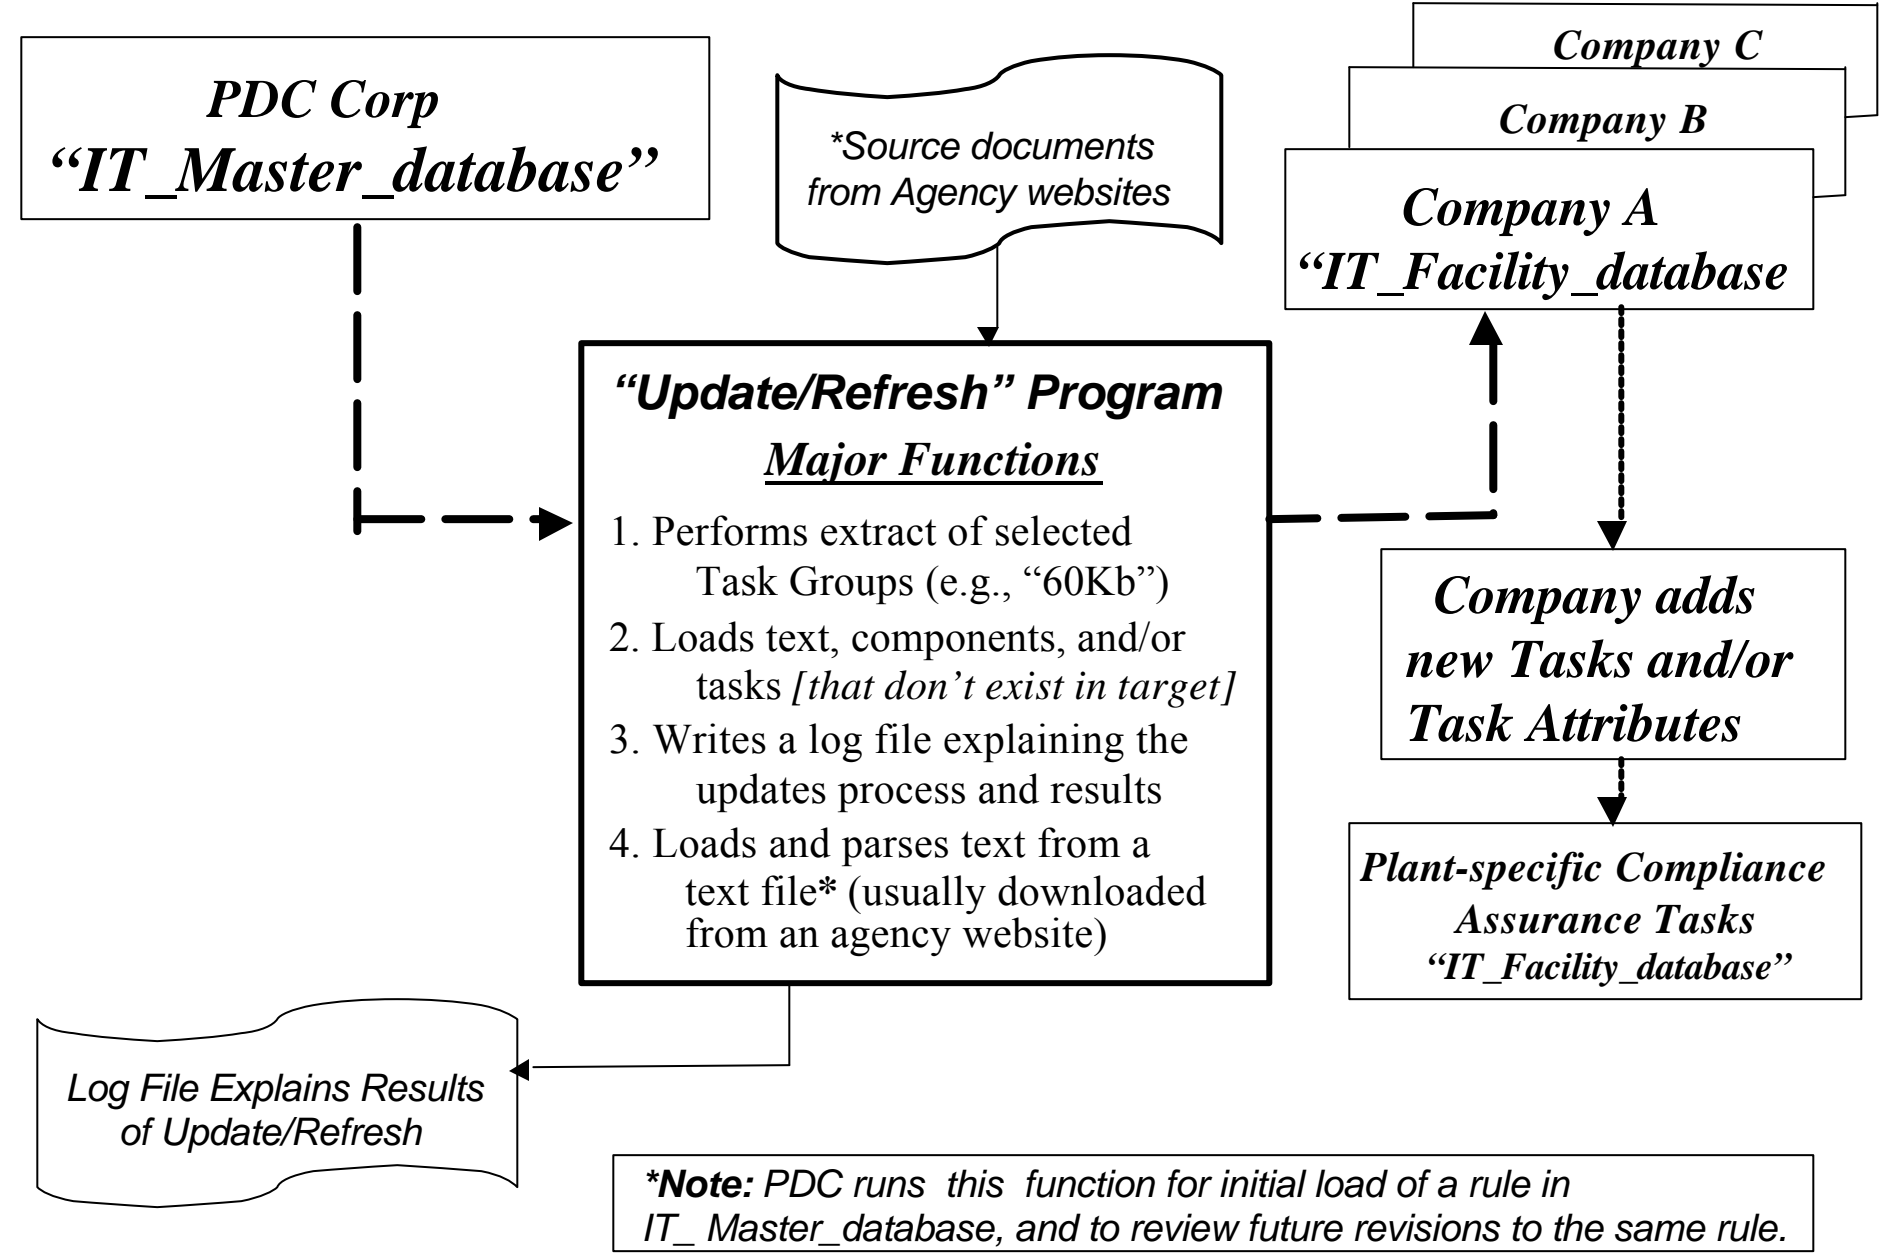 PDC Corp
“IT_Master_database”
*Source documents
from Agency websites
Company C
Company B
Company A
“IT_Facility_database
“Update/Refresh” Program
Major Functions
1. Performs extract of selected
Task Groups (e.g., “60Kb”)
2. Loads text, components, and/or
tasks [that don’t exist in target]
3. Writes a log file explaining the
updates process and results
4. Loads and parses text from a
text file* (usually downloaded
from an agency website)
Company adds
new Tasks and/or
Task Attributes
Plant-specific Compliance
Assurance Tasks
“IT_Facility_database”
Log File Explains Results
of Update/Refresh
*Note: PDC runs this function for initial load of a rule in
IT_ Master_database, and to review future revisions to the same rule.